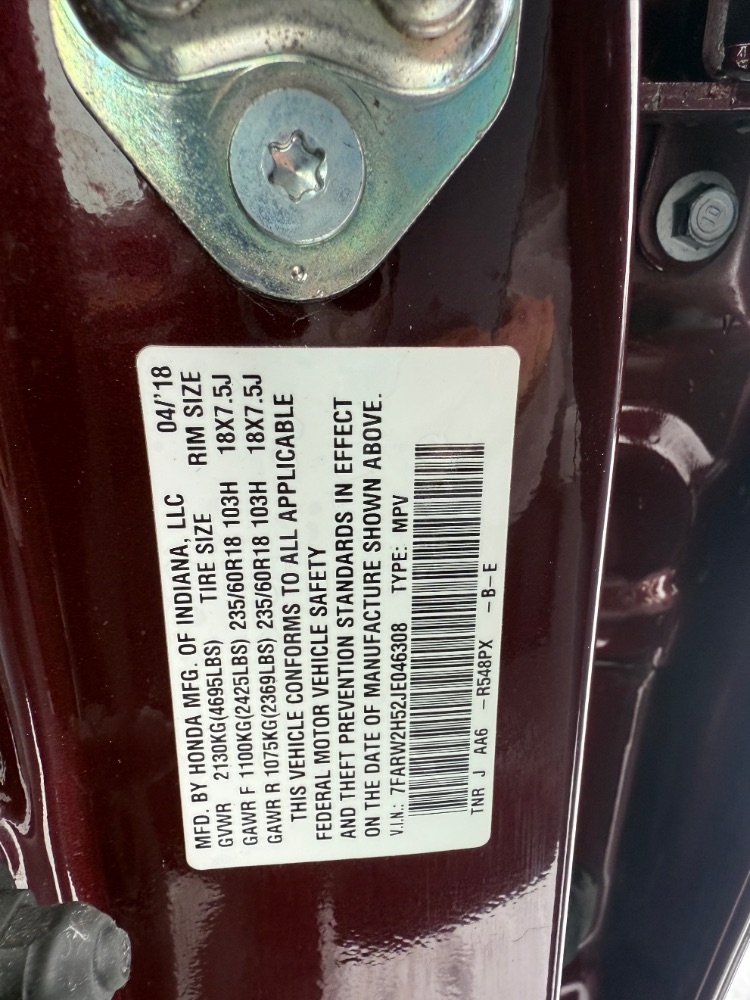 MFD. BY HONDA MFG. OF INDIANA, LLC 04/'18
GVWR 2130KG(4695LBS) TIRE SIZE RIM SIZE
GAWR F 1100KG(2425LBS) 235/60R18 103H 18X7.5J
GAWR R 1075KG(2369LBS) 235/60R18 103H 18X7.5J
THIS VEHICLE CONFORMS TO ALL APPLICABLE
FEDERAL MOTOR VEHICLE SAFETY
AND THEFT PREVENTION STANDARDS IN EFFECT
ON THE DATE OF MANUFACTURE SHOWN ABOVE.
V.I.N.: 7FARW2H52JE046308 TYPE: MPV
TNR J AA6 -R548PX -B-E
10